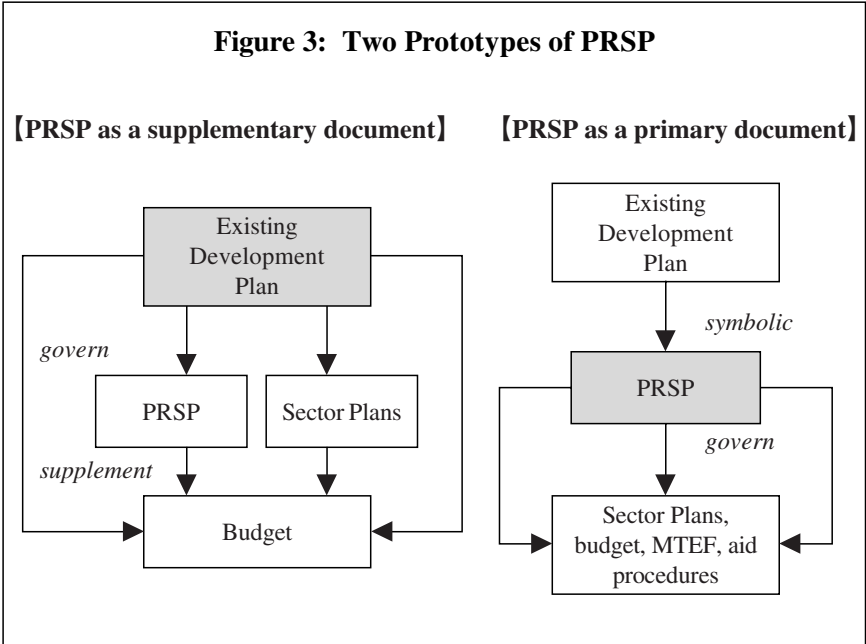 Figure 3: Two Prototypes of PRSP
【PRSP as a supplementary document】
Existing
Development
Plan
govern
PRSP
Sector Plans
supplement
Budget
【PRSP as a primary document】
Existing
Development
Plan
symbolic
PRSP
govern
Sector Plans,
budget, MTEF, aid
procedures